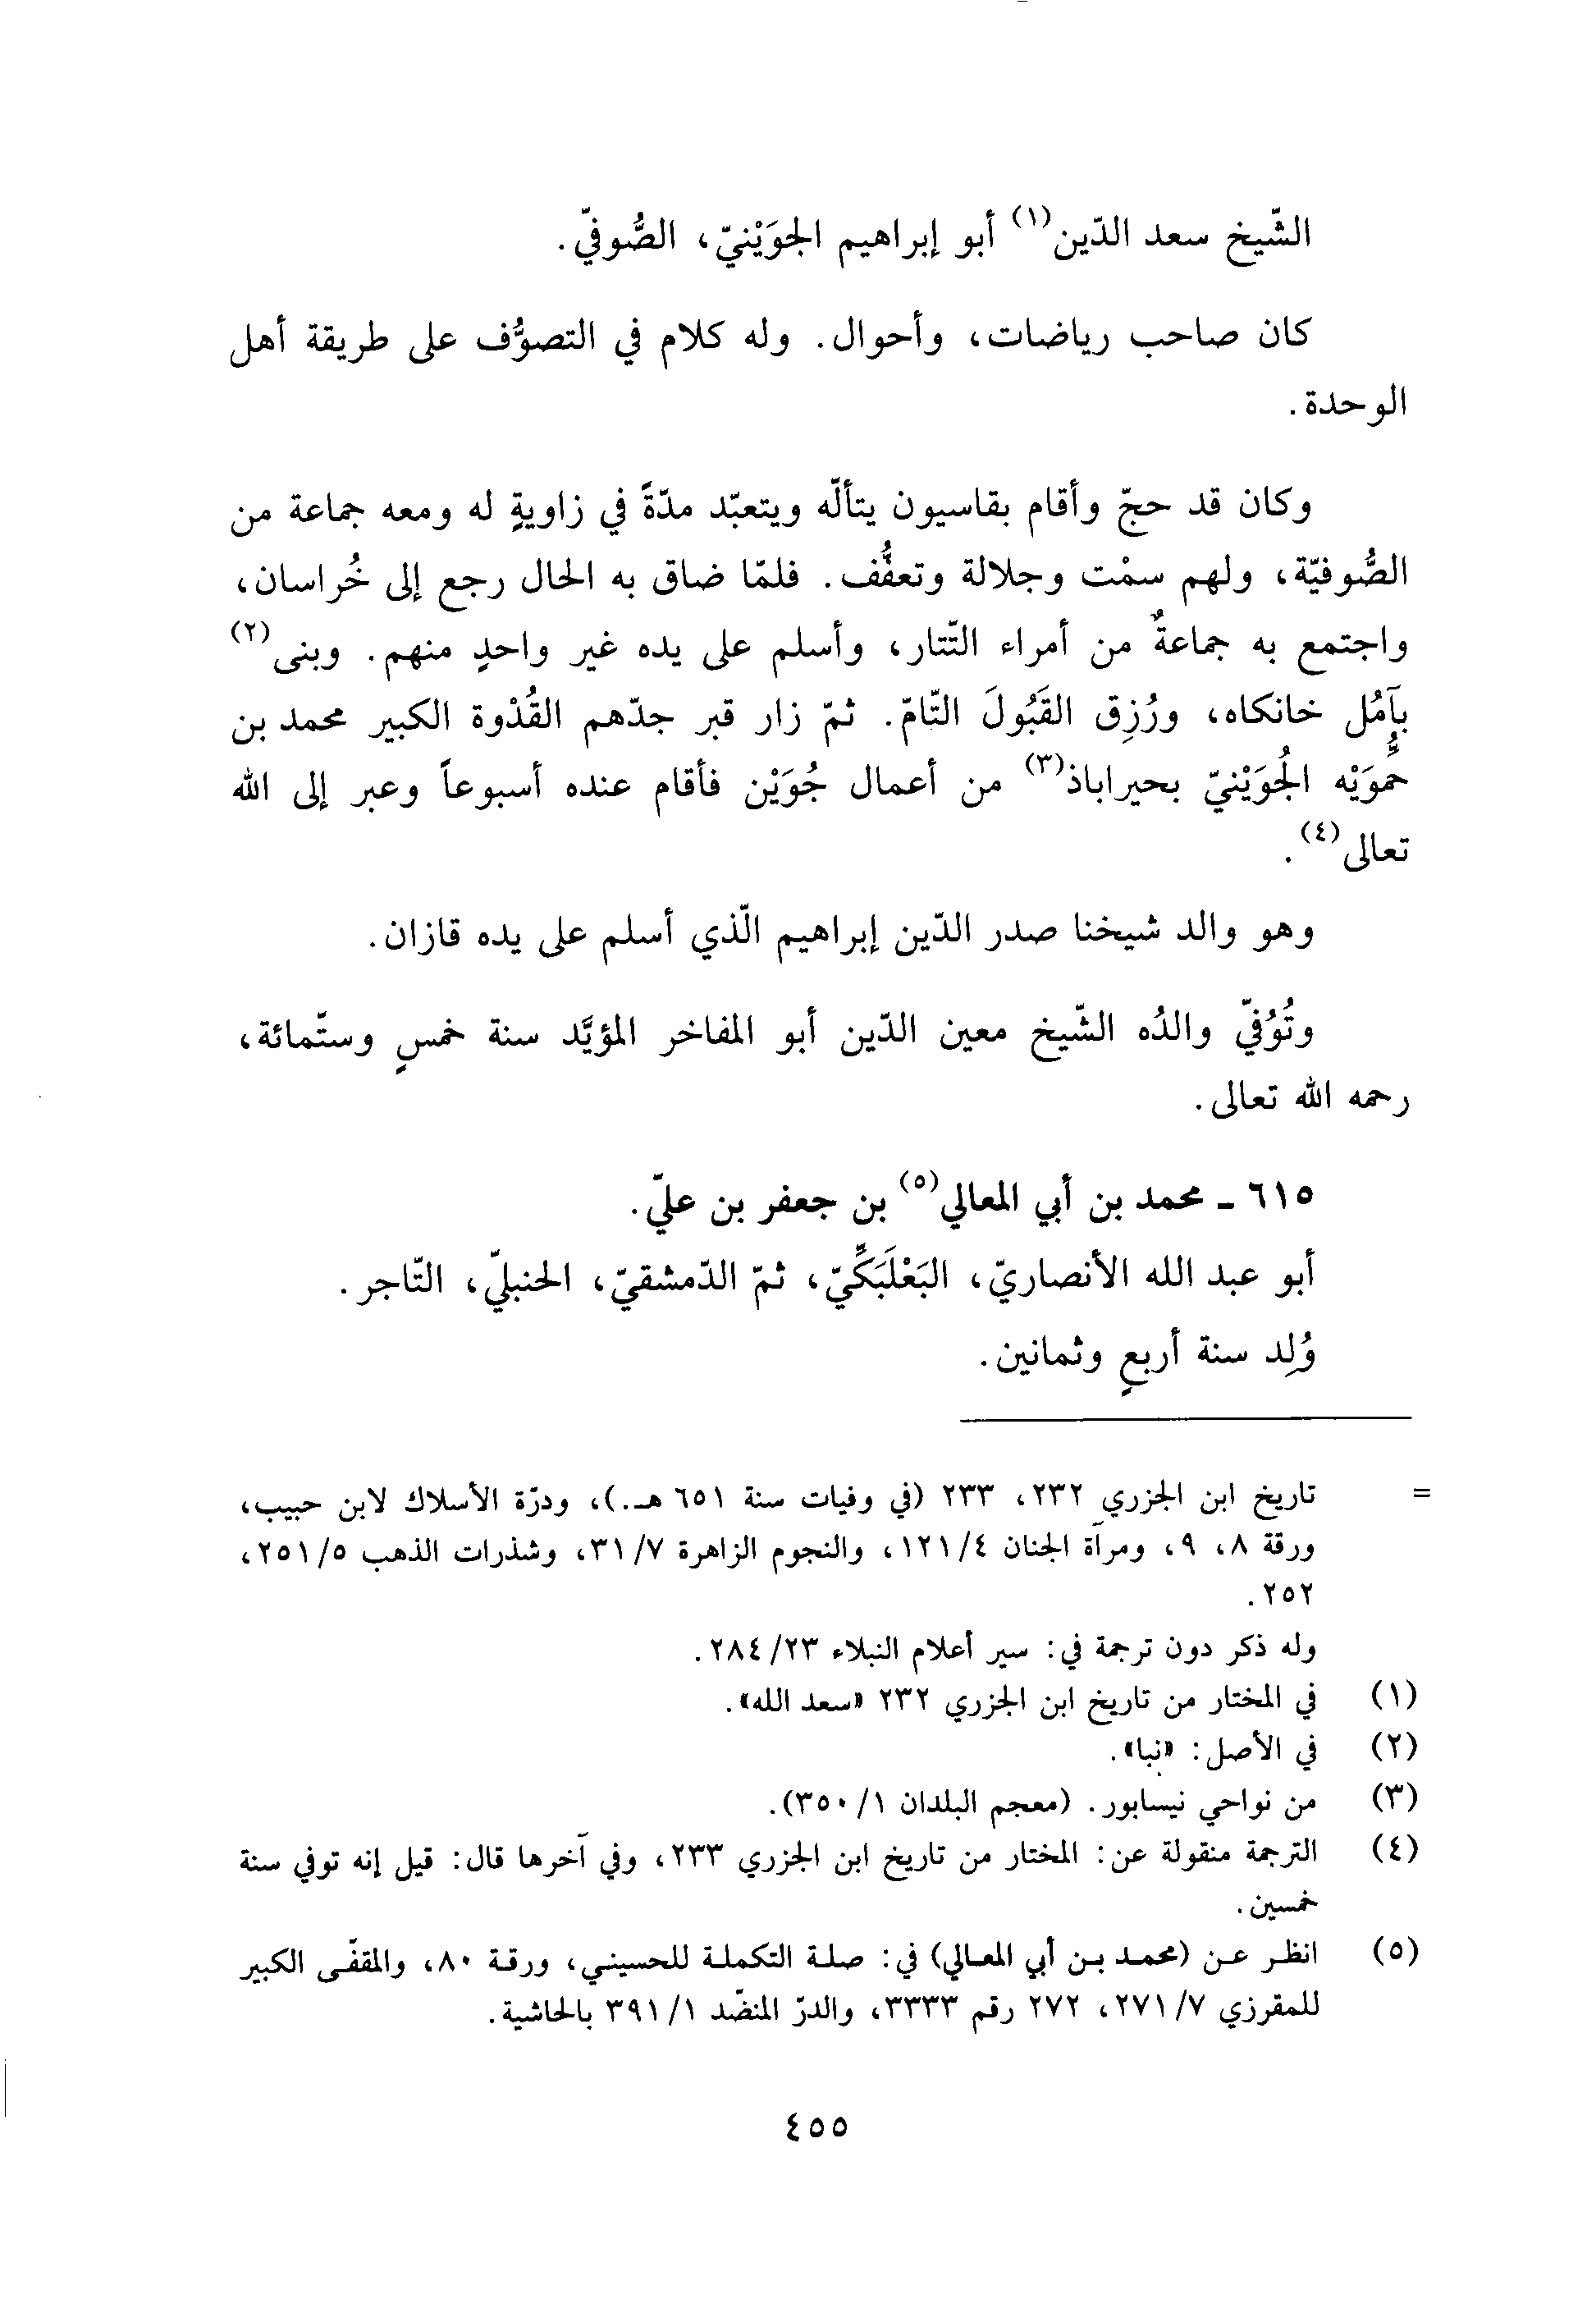 الشّيخ سعد الدّين(١) أبو إبراهيم الجوَيْنيّ، الصُّوفيّ.
كان صاحب رياضات، وأحوال. وله كلام في التصوُّف على طريقة أهل
الوحدة.
وكان قد حجّ وأقام بقاسيون يتألّه ويتعبّد مدّةً في زاويةٍ له ومعه جماعة من
الصُّوفيّة، ولهم سمْت وجلالة وتعفُّف. فلمّا ضاق به الحال رجع إلى خُراسان،
واجتمع به جماعةٌ من أمراء التّتار، وأسلم على يده غير واحدٍ منهم. وبنى(٢)
بآمُل خانكاه، ورُزِق القَبُولَ التّامّ. ثمّ زار قبر جدّهم القُدْوة الكبير محمد بن
حَمُّوَيْه الجُوَيْنيّ بحيراباذ(٣) من أعمال جُوَيْن فأقام عنده أسبوعاً وعبر إلى الله
تعالى(٤).
وهو والد شيخنا صدر الدّين إبراهيم الّذي أسلم على يده قازان.
وتُوُفيّ والدُه الشّيخ معين الدّين أبو المفاخر المؤيَّد سنة خمسٍ وستّمائة،
رحمه الله تعالى.
٦١٥ - محمد بن أبي المعالي(٥) بن جعفر بن عليّ.
أبو عبد الله الأنصاريّ، البَعْلَبَكّيّ، ثمّ الدّمشقيّ، الحنبليّ، التّاجر.
وُلِد سنة أربعٍ وثمانين.
= تاريخ ابن الجزري ٢٣٢، ٢٣٣ (في وفيات سنة ٦٥١ هـ.)، ودرّة الأسلاك لابن حبيب،
ورقة ٨، ٩، ومرآة الجنان ٤/١٢١، والنجوم الزاهرة ٧/٣١، وشذرات الذهب ٥/٢٥١،
٢٥٢.
وله ذكر دون ترجمة في: سير أعلام النبلاء ٢٣/٢٨٤.
(١) في المختار من تاريخ ابن الجزري ٢٣٢ «سعد الله».
(٢) في الأصل: «نبا».
(٣) من نواحي نيسابور. (معجم البلدان ١/٣٥٠).
(٤) الترجمة منقولة عن: المختار من تاريخ ابن الجزري ٢٣٣، وفي آخرها قال: قيل إنه توفي سنة
خمسين.
(٥) انظر عن (محمد بن أبي المعالي) في: صلة التكملة للحسيني، ورقة ٨٠، والمقفّى الكبير
للمقرزي ٧/٢٧١، ٢٧٢ رقم ٣٣٣٣، والدرّ المنضّد ١/٣٩١ بالحاشية.
٤٥٥